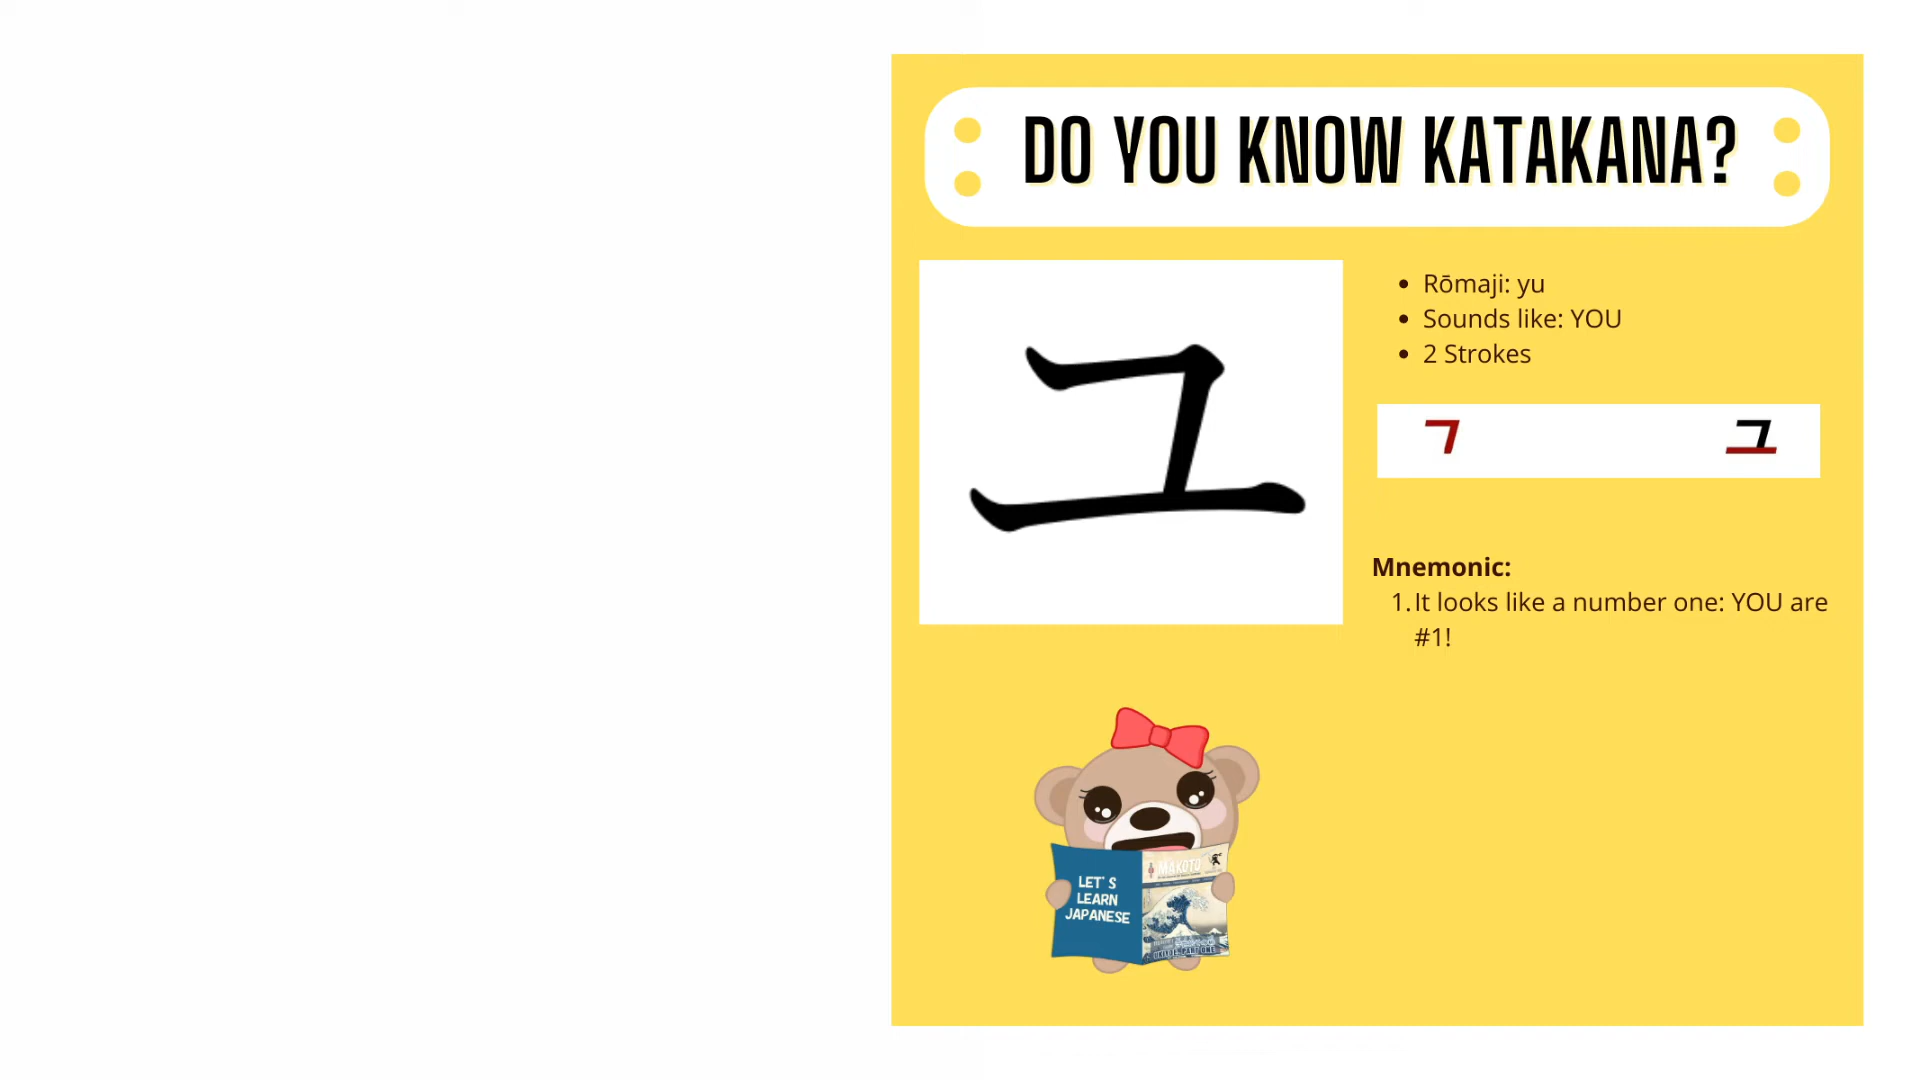 DO YOU KNOW KATAKANA?
ユ
Rōmaji: yu
Sounds like: YOU
2 Strokes
ㄱ ユ
Mnemonic:
1. It looks like a number one: YOU are
#1!
LET'S
LEARN
JAPANESE
MAKOTO